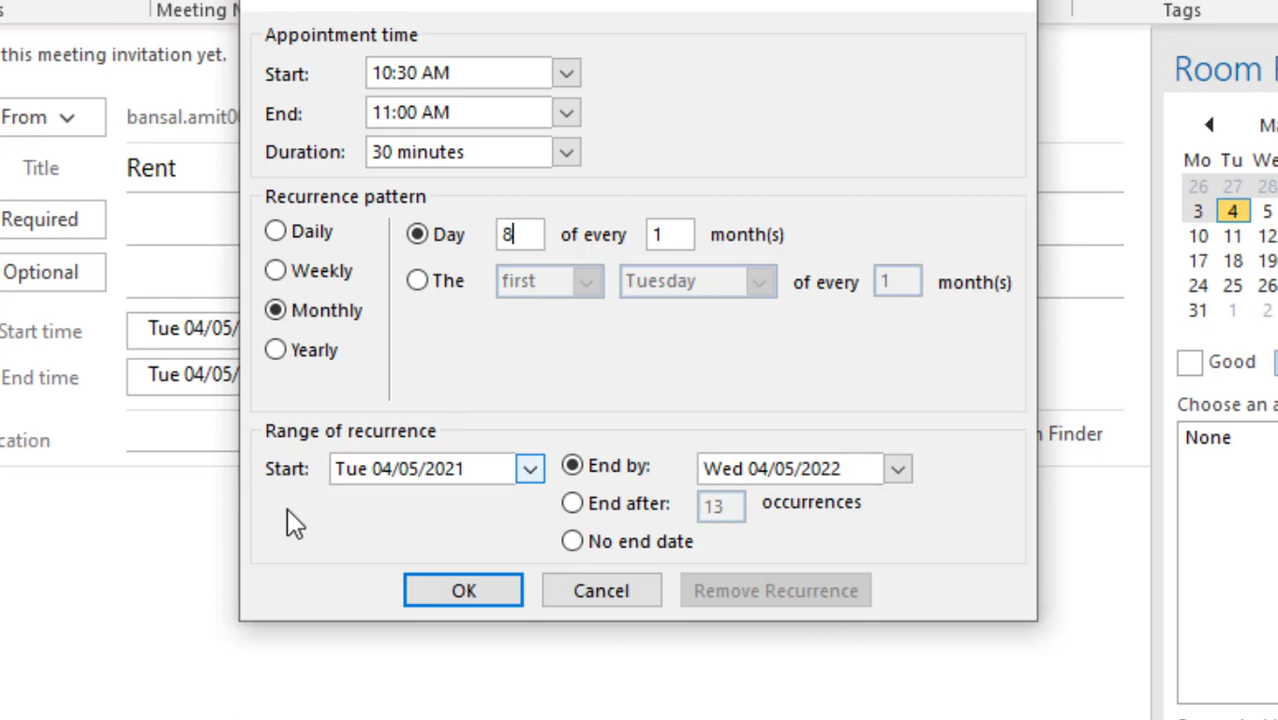 s
Meeting N
Tags
this meeting invitation yet.
From
bansal.amit00
Title
Rent
Required
Optional
Start time
Tue 04/05/
End time
Tue 04/05/
cation
Appointment time
Start:
10:30 AM
End:
11:00 AM
Duration:
30 minutes
Recurrence pattern
Daily
Weekly
Monthly
Yearly
Day 8 of every 1 month(s)
The first Tuesday of every 1 month(s)
Range of recurrence
Start: Tue 04/05/2021
End by: Wed 04/05/2022
End after: 13 occurrences
No end date
OK
Cancel
Remove Recurrence
Room
Ma
Mo Tu We
26 27 28
3 4 5
10 11 12
17 18 19
24 25 26
31 1 2
Good
Choose an a
None
n Finder